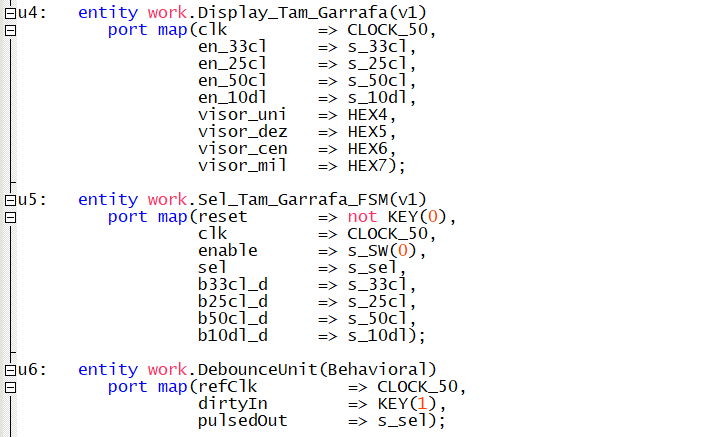 u4: entity work.Display_Tam_Garrafa(v1)
port map(clk => CLOCK_50,
en_33cl => s_33cl,
en_25cl => s_25cl,
en_50cl => s_50cl,
en_10dl => s_10dl,
visor_uni => HEX4,
visor_dez => HEX5,
visor_cen => HEX6,
visor_mil => HEX7);
u5: entity work.Sel_Tam_Garrafa_FSM(v1)
port map(reset => not KEY(0),
clk => CLOCK_50,
enable => s_SW(0),
sel => s_sel,
b33cl_d => s_33cl,
b25cl_d => s_25cl,
b50cl_d => s_50cl,
b10dl_d => s_10dl);
u6: entity work.DebounceUnit(Behavioral)
port map(refClk => CLOCK_50,
dirtyIn => KEY(1),
pulsedOut => s_sel);